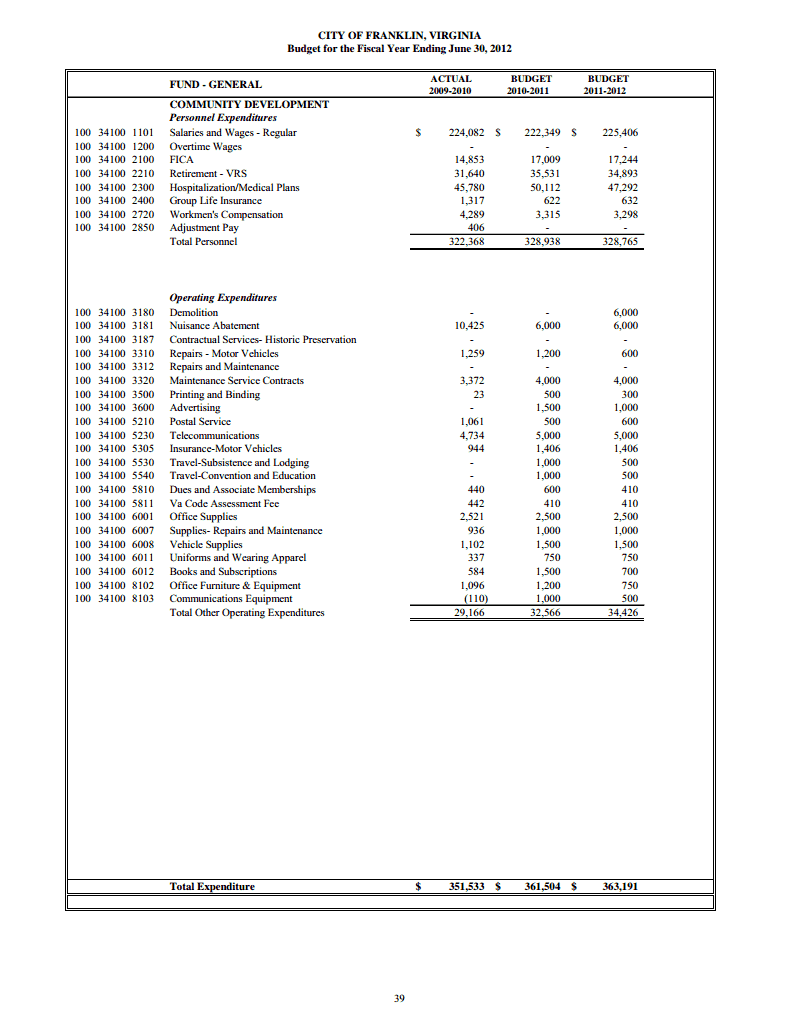 CITY OF FRANKLIN, VIRGINIA
Budget for the Fiscal Year Ending June 30, 2012
FUND - GENERAL ACTUAL 2009-2010 BUDGET 2010-2011 BUDGET 2011-2012
COMMUNITY DEVELOPMENT
Personnel Expenditures
100 34100 1101 Salaries and Wages - Regular $ 224,082 $ 222,349 $ 225,406
100 34100 1200 Overtime Wages - - -
100 34100 2100 FICA 14,853 17,009 17,244
100 34100 2210 Retirement - VRS 31,640 35,531 34,893
100 34100 2300 Hospitalization/Medical Plans 45,780 50,112 47,292
100 34100 2400 Group Life Insurance 1,317 622 632
100 34100 2720 Workmen's Compensation 4,289 3,315 3,298
100 34100 2850 Adjustment Pay 406 - -
Total Personnel 322,368 328,938 328,765
Operating Expenditures
100 34100 3180 Demolition - - 6,000
100 34100 3181 Nuisance Abatement 10,425 6,000 6,000
100 34100 3187 Contractual Services- Historic Preservation - - -
100 34100 3310 Repairs - Motor Vehicles 1,259 1,200 600
100 34100 3312 Repairs and Maintenance - - -
100 34100 3320 Maintenance Service Contracts 3,372 4,000 4,000
100 34100 3500 Printing and Binding 23 500 300
100 34100 3600 Advertising - 1,500 1,000
100 34100 5210 Postal Service 1,061 500 600
100 34100 5230 Telecommunications 4,734 5,000 5,000
100 34100 5305 Insurance-Motor Vehicles 944 1,406 1,406
100 34100 5530 Travel-Subsistence and Lodging - 1,000 500
100 34100 5540 Travel-Convention and Education - 1,000 500
100 34100 5810 Dues and Associate Memberships 440 600 410
100 34100 5811 Va Code Assessment Fee 442 410 410
100 34100 6001 Office Supplies 2,521 2,500 2,500
100 34100 6007 Supplies- Repairs and Maintenance 936 1,000 1,000
100 34100 6008 Vehicle Supplies 1,102 1,500 1,500
100 34100 6011 Uniforms and Wearing Apparel 337 750 750
100 34100 6012 Books and Subscriptions 584 1,500 700
100 34100 8102 Office Furniture & Equipment 1,096 1,200 750
100 34100 8103 Communications Equipment (110) 1,000 500
Total Other Operating Expenditures 29,166 32,566 34,426
Total Expenditure $ 351,533 $ 361,504 $ 363,191
39